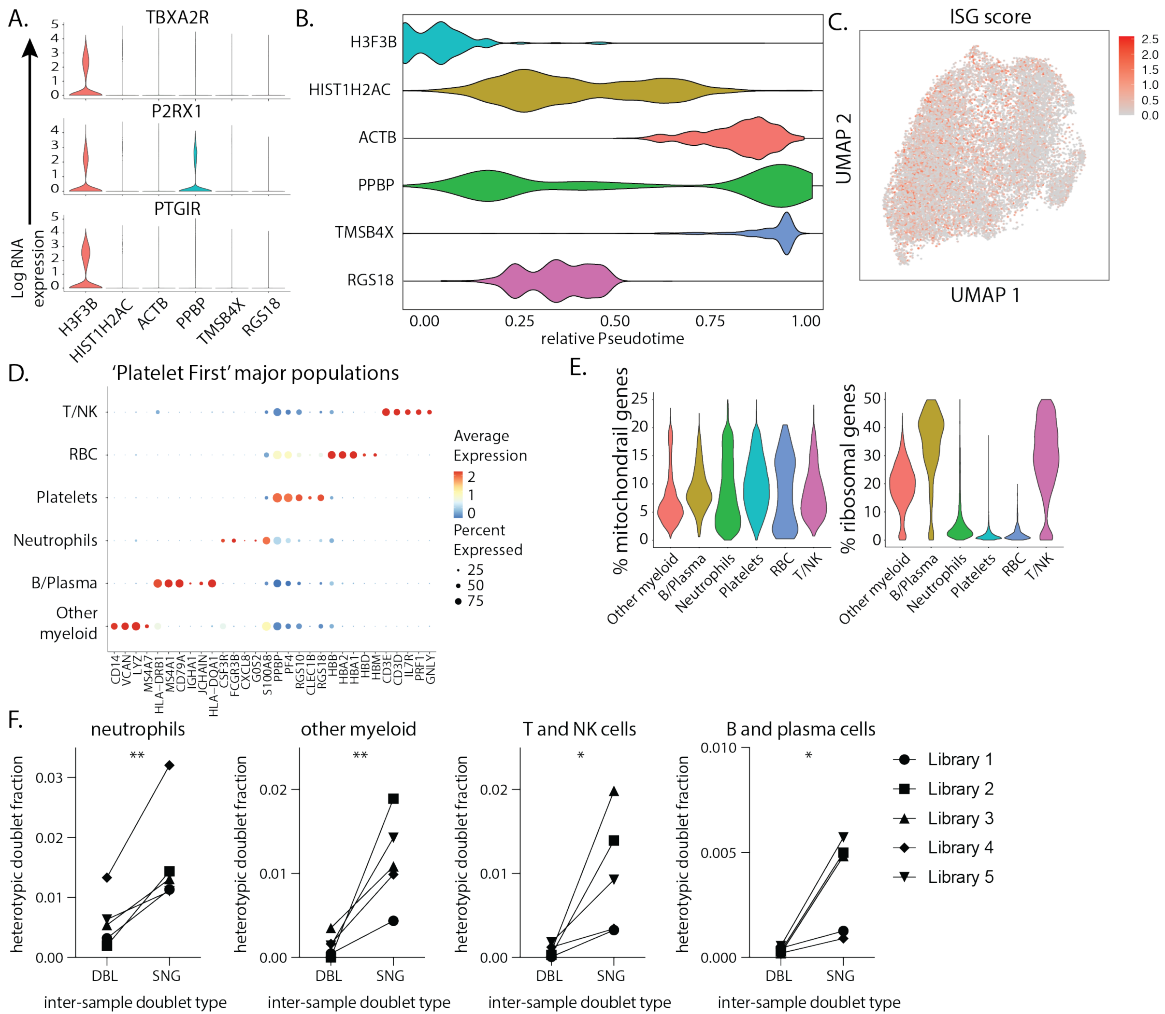 A.
TBXA2R
5
4
3
2
1
0
P2RX1
4
3
2
1
0
PTGIR
5
4
3
2
1
0
Log RNA
expression
H3F3B
HIST1H2AC
ACTB
PPBP
TMSB4X
RGS18
B.
H3F3B
HIST1H2AC
ACTB
PPBP
TMSB4X
RGS18
0.00 0.25 0.50 0.75 1.00
relative Pseudotime
C.
ISG score
2.5
2.0
1.5
1.0
0.5
0.0
UMAP 2
UMAP 1
D.
'Platelet First' major populations
T/NK
RBC
Platelets
Neutrophils
B/Plasma
Other
myeloid
CD14
VCAN
LYZ
MS4A7
HLA-DRB1
MS4A1
CD79A
IGHA1
JCHAIN
HLA-DQA1
CSF3R
FCGR3B
CXCL8
G0S2
S100A8
PPBP
PF4
RGS10
CLEC1B
RGS18
HBB
HBA2
HBA1
HBD
HBM
CD3E
CD3D
IL7R
PRF1
GNLY
Average
Expression
2
1
0
Percent
Expressed
25
50
75
E.
% mitochondrail genes
25
20
15
10
5
0
Other myeloid
B/Plasma
Neutrophils
Platelets
RBC
T/NK
% ribosomal genes
50
40
30
20
10
0
Other myeloid
B/Plasma
Neutrophils
Platelets
RBC
T/NK
F.
neutrophils
**
heterotypic doublet fraction
0.03
0.02
0.01
0.00
DBL SNG
inter-sample doublet type
other myeloid
**
heterotypic doublet fraction
0.02
0.01
0.00
DBL SNG
inter-sample doublet type
T and NK cells
*
heterotypic doublet fraction
0.02
0.01
0.00
DBL SNG
inter-sample doublet type
B and plasma cells
*
heterotypic doublet fraction
0.010
0.005
0.000
DBL SNG
inter-sample doublet type
Library 1
Library 2
Library 3
Library 4
Library 5